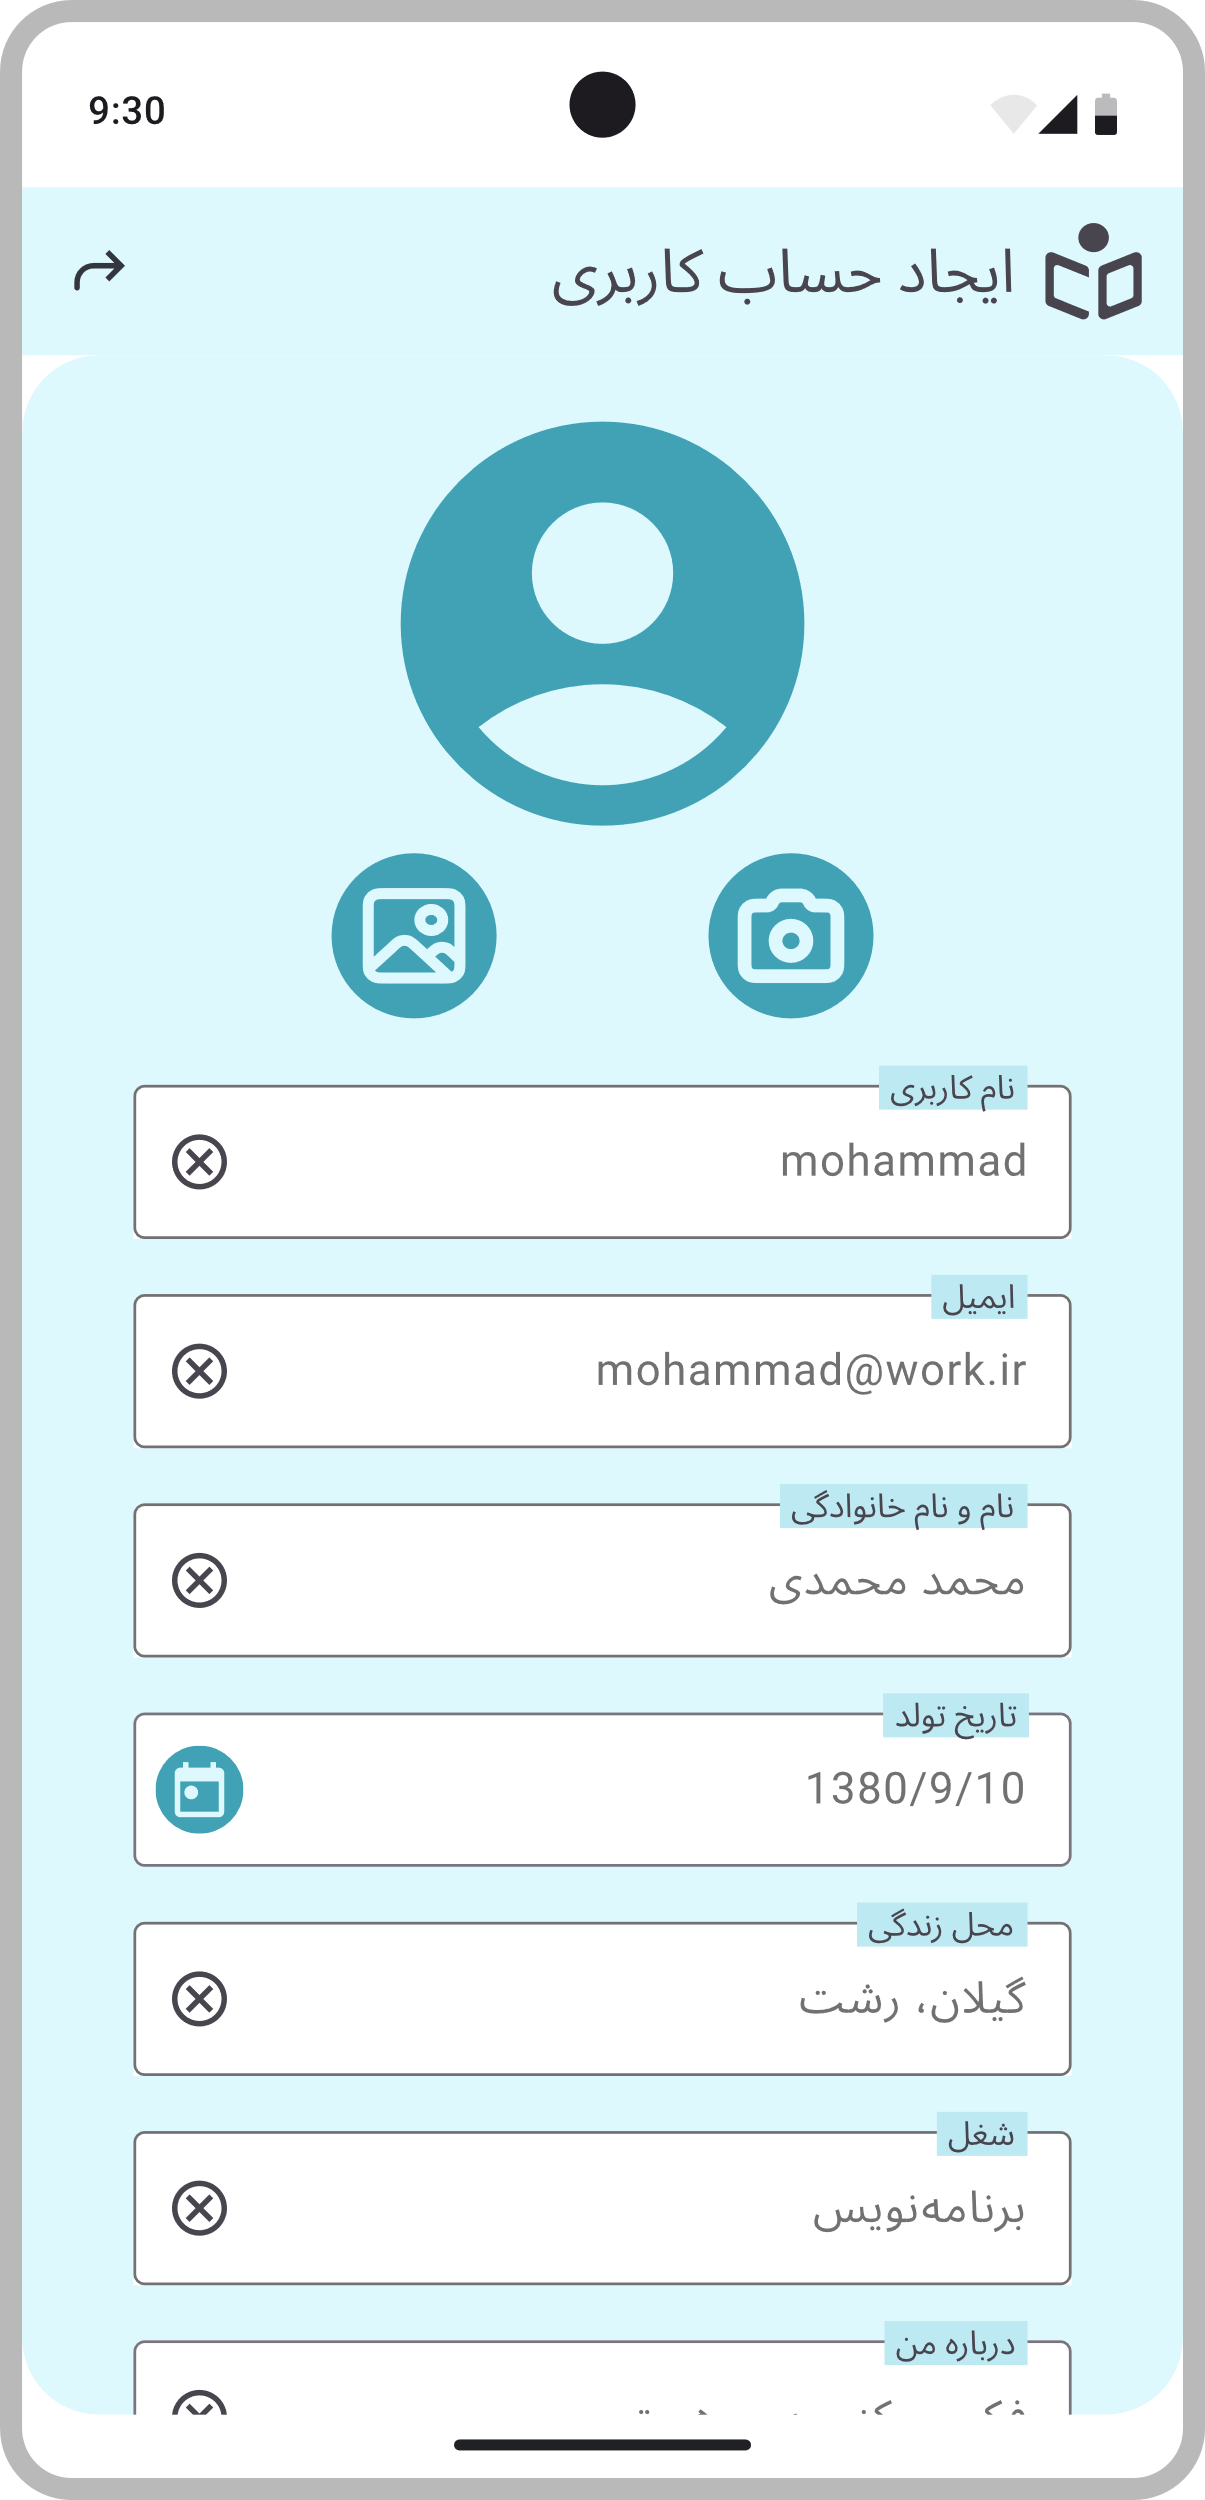 9:30
ایجاد حساب کاربری
نام کاربری
mohammad
ایمیل
mohammad@work.ir
نام و نام خانوادگی
محمد محمدی
تاریخ تولد
1380/9/10
محل زندگی
گیلان، رشت
شغل
برنامه‌نویس
درباره من